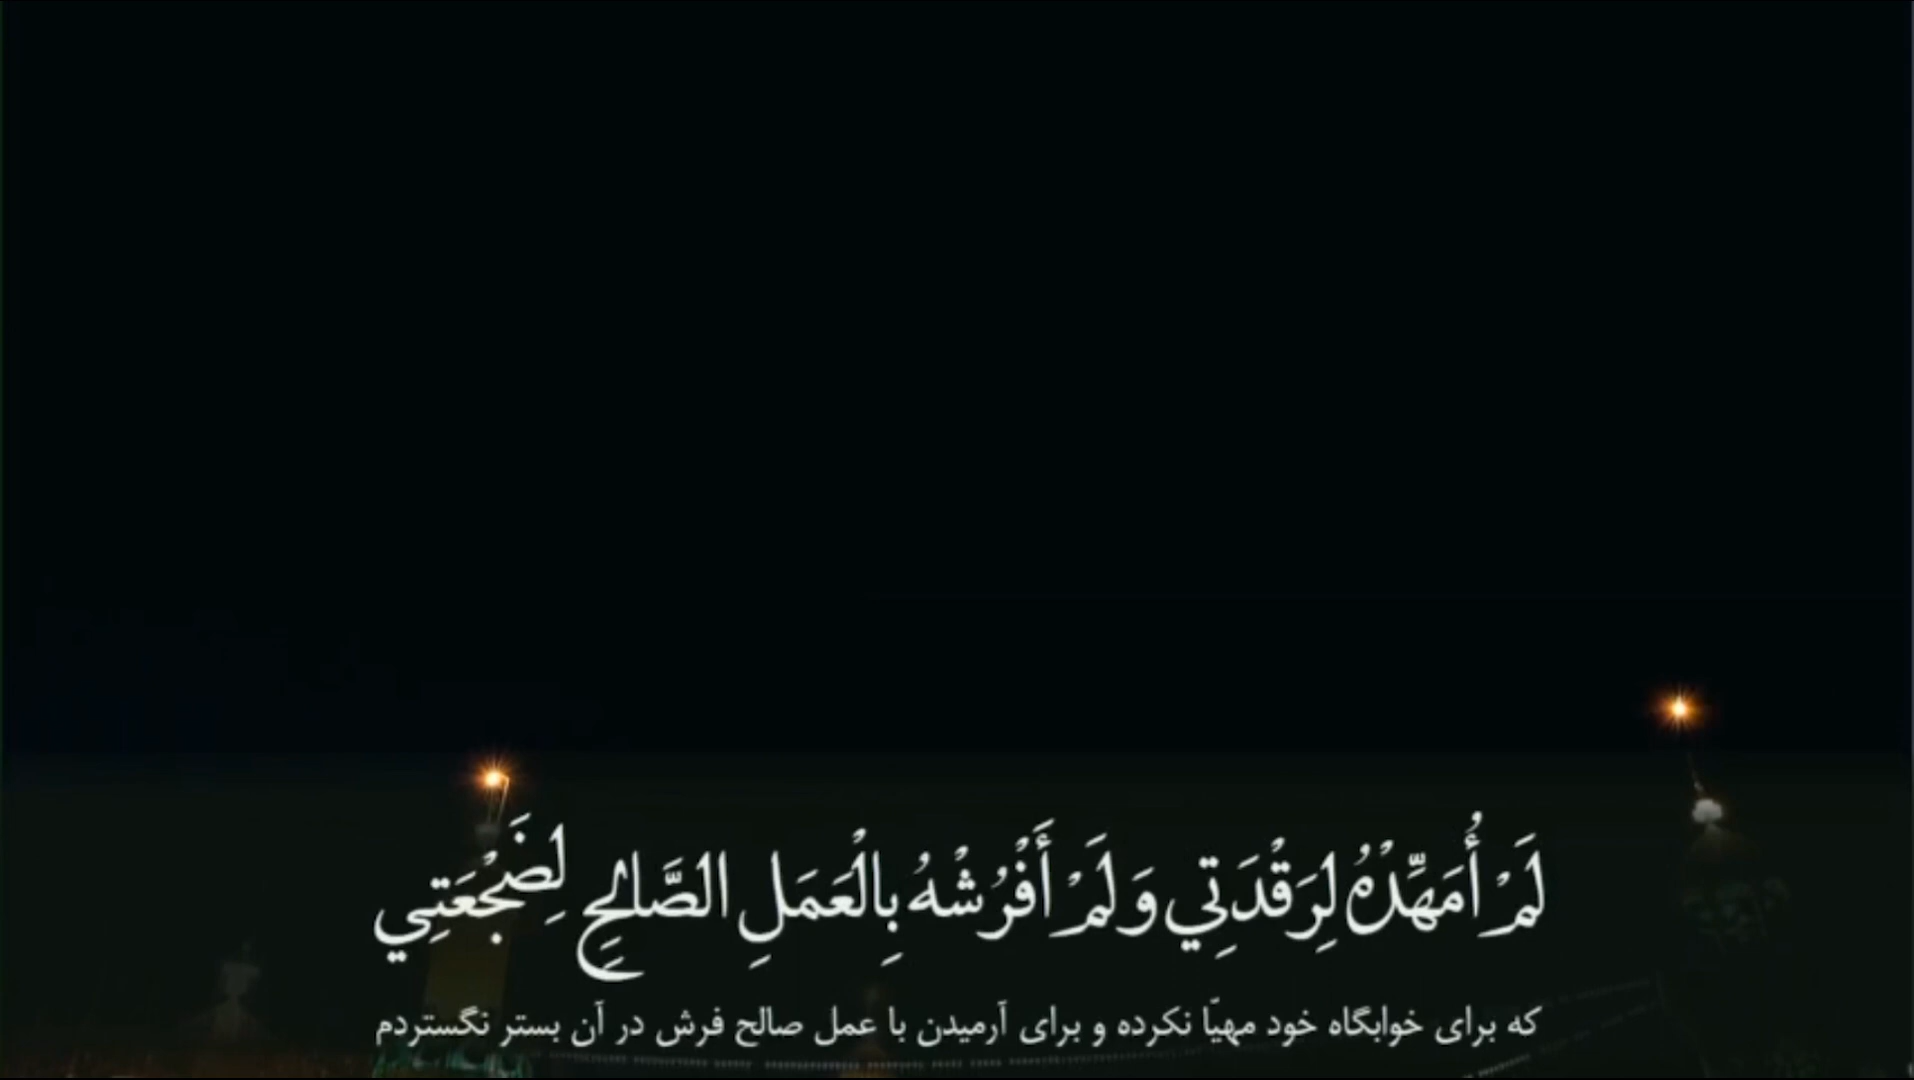 لَمْ أُمَهِّدْهُ لِرَقْدَتِي وَلَمْ أَفْرُشْهُ بِالْعَمَلِ الصَّالِحِ لِضَجْعَتِي
که برای خوابگاه خود مهیّا نکرده و برای آرمیدن با عمل صالح فرش در آن بستر نگستردم